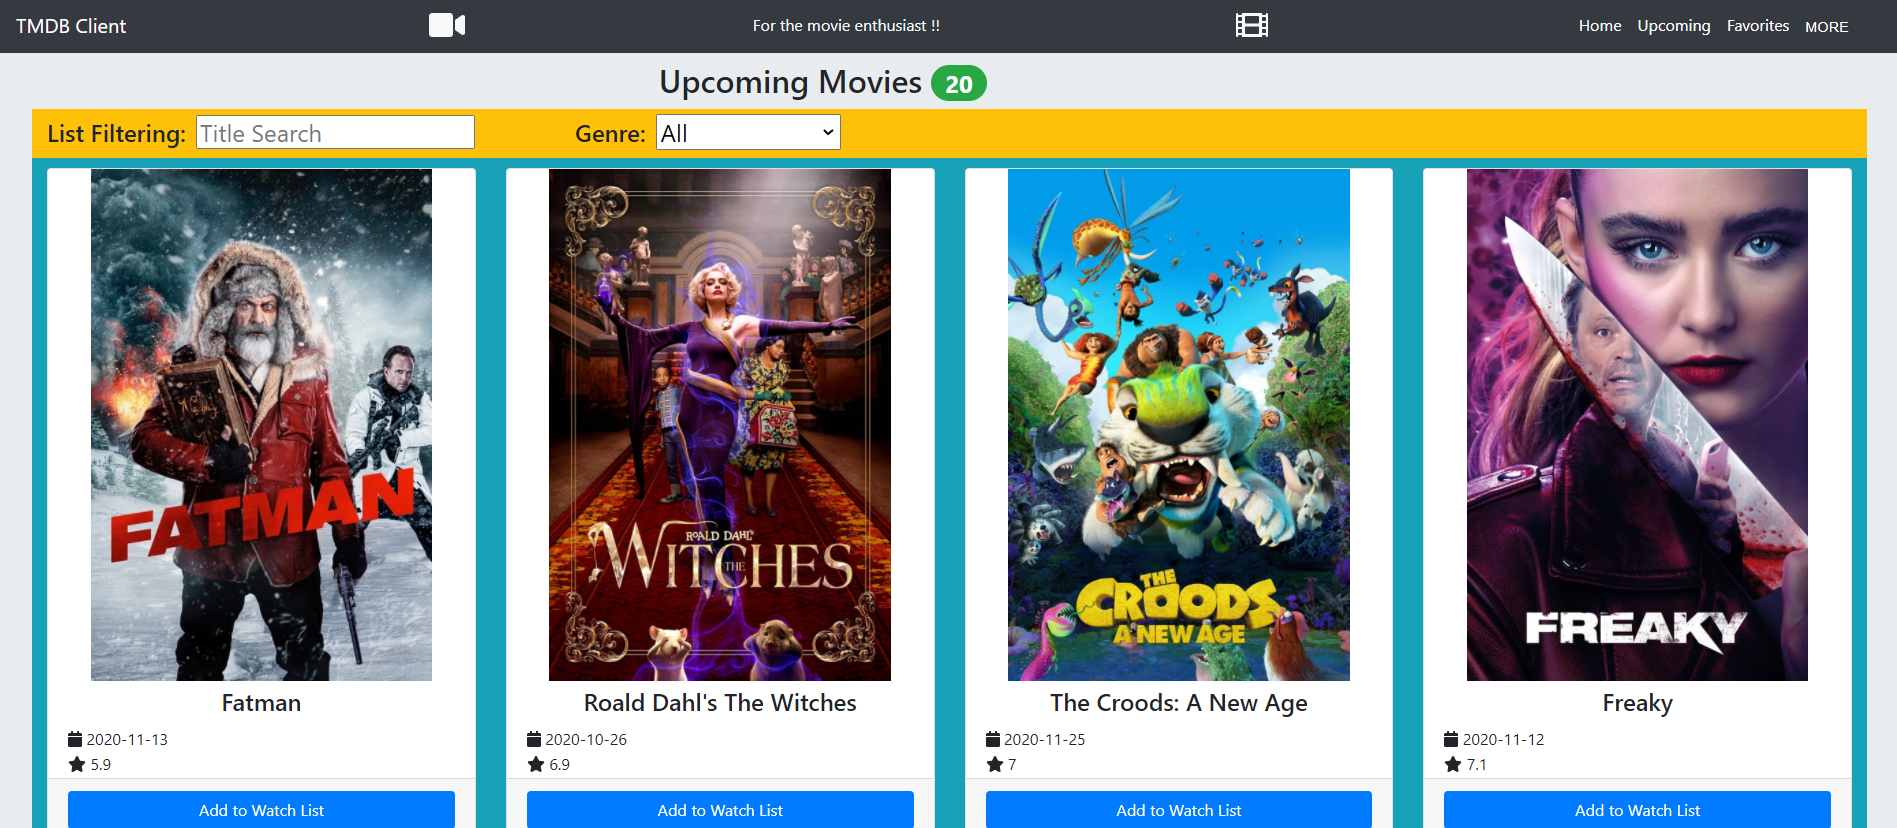 TMDB Client
For the movie enthusiast !!
Home Upcoming Favorites MORE
Upcoming Movies 20
List Filtering: Title Search Genre: All
Naughty
FATMAN
ROALD DAHL'S
THE
WITCHES
THE
CROODS
A NEW AGE
FREAKY
Fatman
2020-11-13
5.9
Add to Watch List
Roald Dahl's The Witches
2020-10-26
6.9
Add to Watch List
The Croods: A New Age
2020-11-25
7
Add to Watch List
Freaky
2020-11-12
7.1
Add to Watch List